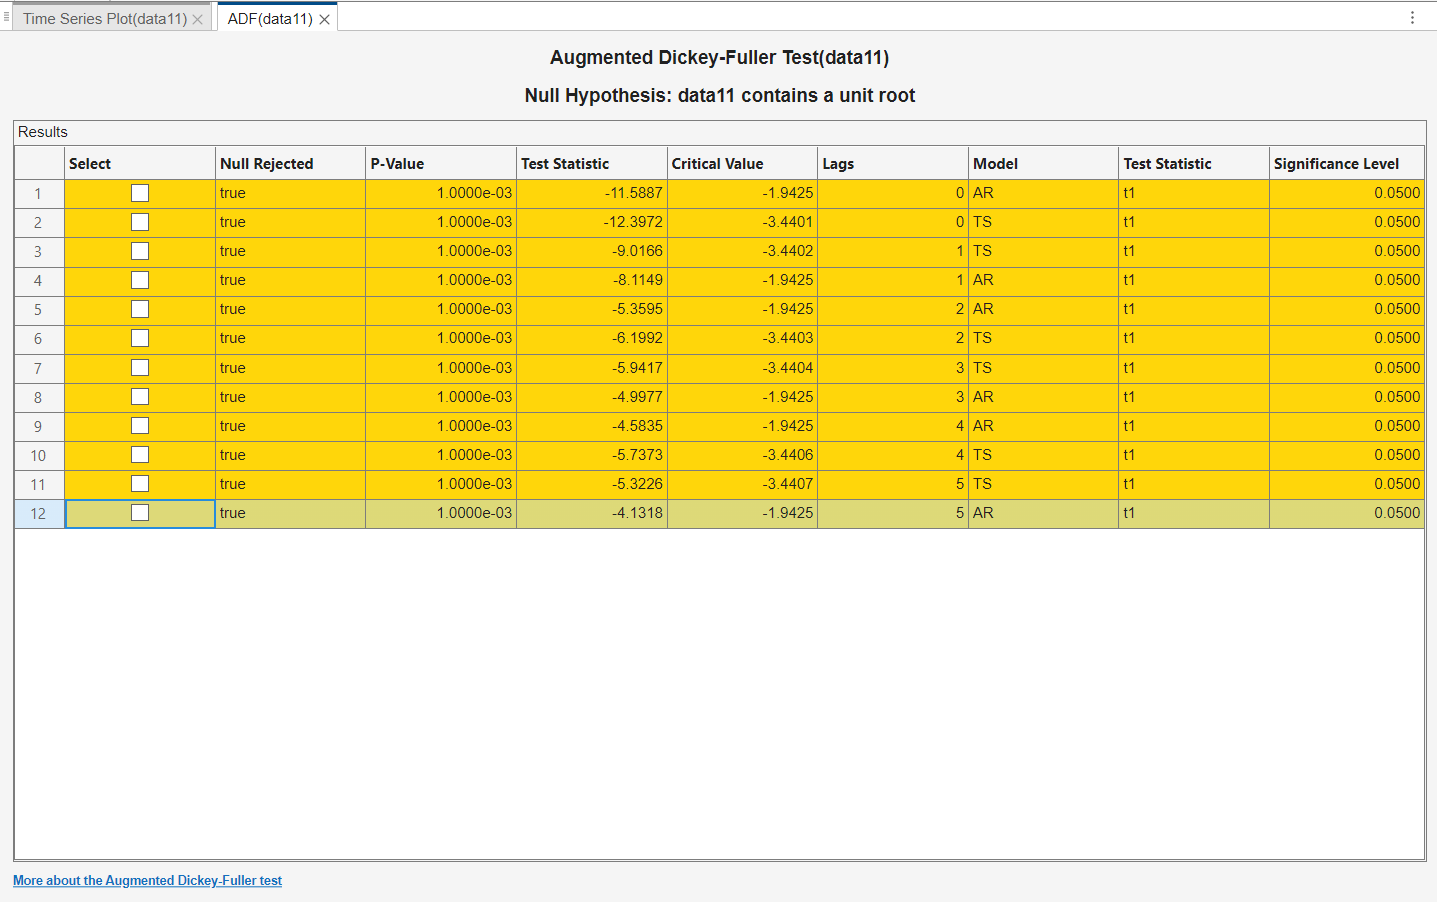 Time Series Plot(data11) ADF(data11)
Augmented Dickey-Fuller Test(data11)
Null Hypothesis: data11 contains a unit root
Results
Select Null Rejected P-Value Test Statistic Critical Value Lags Model Test Statistic Significance Level
1 true 1.0000e-03 -11.5887 -1.9425 0 AR t1 0.0500
2 true 1.0000e-03 -12.3972 -3.4401 0 TS t1 0.0500
3 true 1.0000e-03 -9.0166 -3.4402 1 TS t1 0.0500
4 true 1.0000e-03 -8.1149 -1.9425 1 AR t1 0.0500
5 true 1.0000e-03 -5.3595 -1.9425 2 AR t1 0.0500
6 true 1.0000e-03 -6.1992 -3.4403 2 TS t1 0.0500
7 true 1.0000e-03 -5.9417 -3.4404 3 TS t1 0.0500
8 true 1.0000e-03 -4.9977 -1.9425 3 AR t1 0.0500
9 true 1.0000e-03 -4.5835 -1.9425 4 AR t1 0.0500
10 true 1.0000e-03 -5.7373 -3.4406 4 TS t1 0.0500
11 true 1.0000e-03 -5.3226 -3.4407 5 TS t1 0.0500
12 true 1.0000e-03 -4.1318 -1.9425 5 AR t1 0.0500
More about the Augmented Dickey-Fuller test